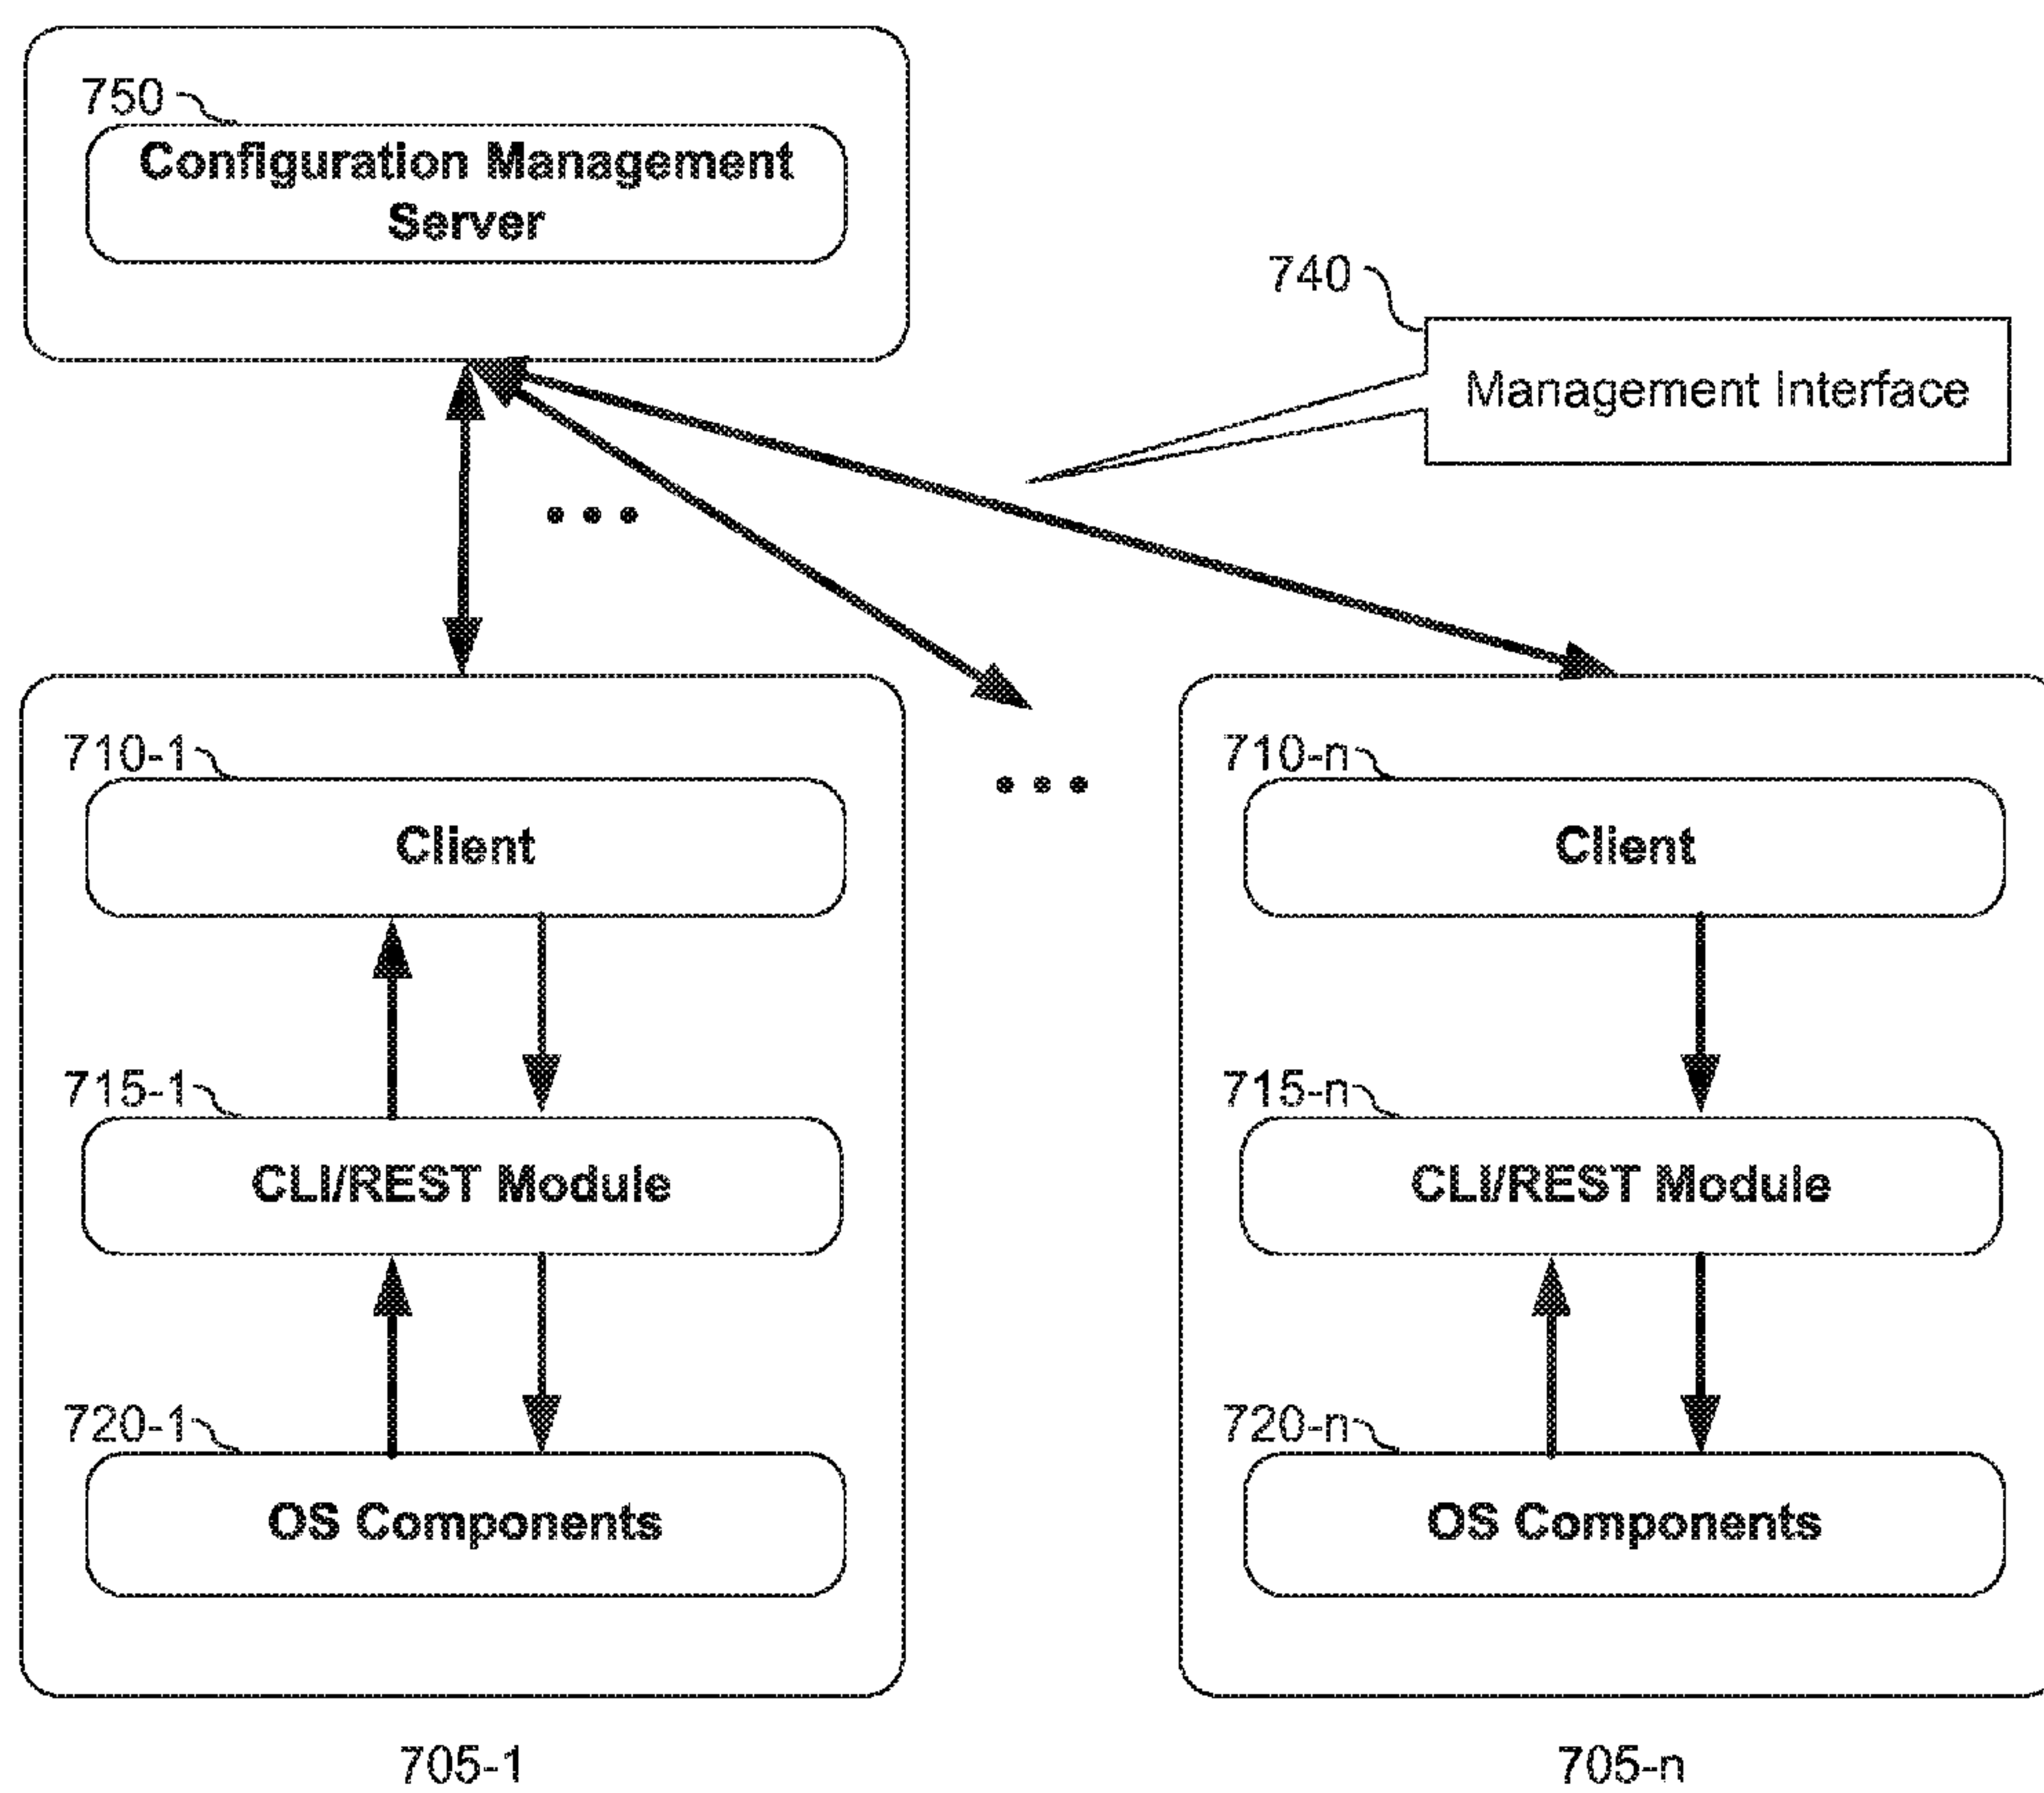 750
Configuration Management
Server
740
Management Interface
710-1
Client
715-1
CLI/REST Module
720-1
OS Components
705-1
710-n
Client
715-n
CLI/REST Module
720-n
OS Components
705-n